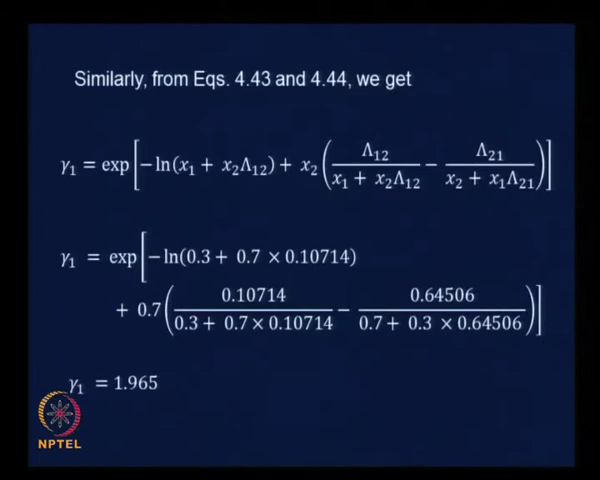 Similarly, from Eqs. 4.43 and 4.44, we get
γ₁ = exp[−ln(x₁ + x₂Λ₁₂) + x₂(Λ₁₂/(x₁ + x₂Λ₁₂) − Λ₂₁/(x₂ + x₁Λ₂₁))]
γ₁ = exp[−ln(0.3 + 0.7 × 0.10714)
+ 0.7(0.10714/(0.3 + 0.7 × 0.10714) − 0.64506/(0.7 + 0.3 × 0.64506))]
γ₁ = 1.965
NPTEL